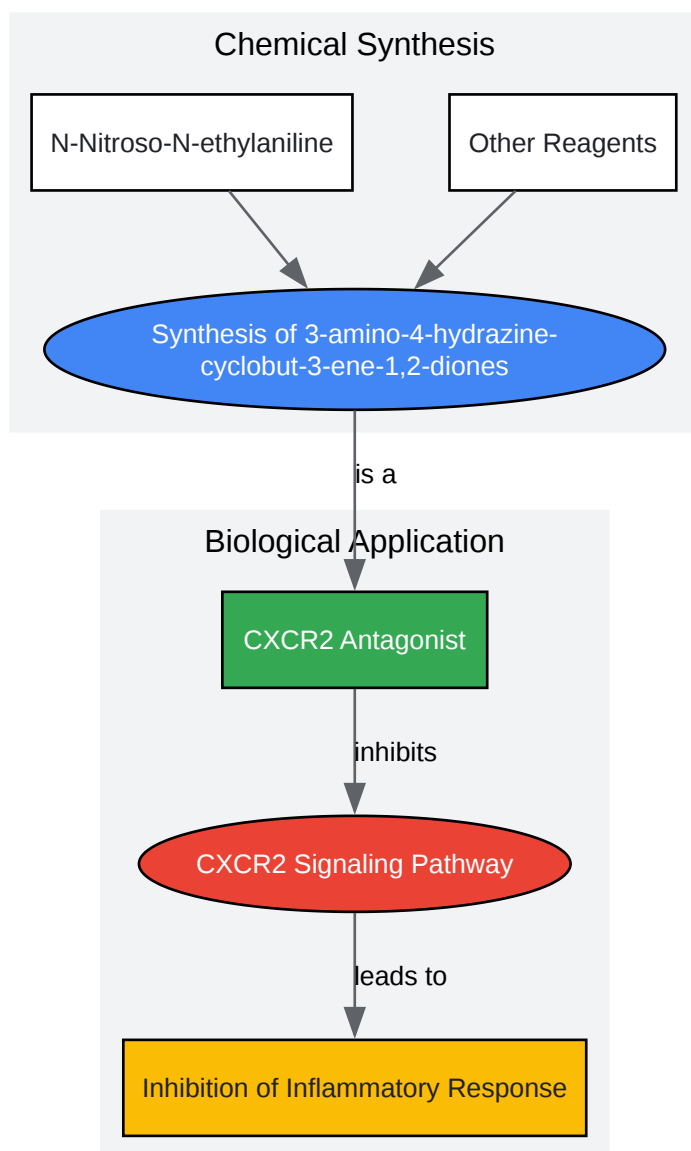 Chemical Synthesis
N-Nitroso-N-ethylaniline
Other Reagents
Synthesis of 3-amino-4-hydrazine-
cyclobut-3-ene-1,2-diones
is a
Biological Application
CXCR2 Antagonist
inhibits
CXCR2 Signaling Pathway
leads to
Inhibition of Inflammatory Response